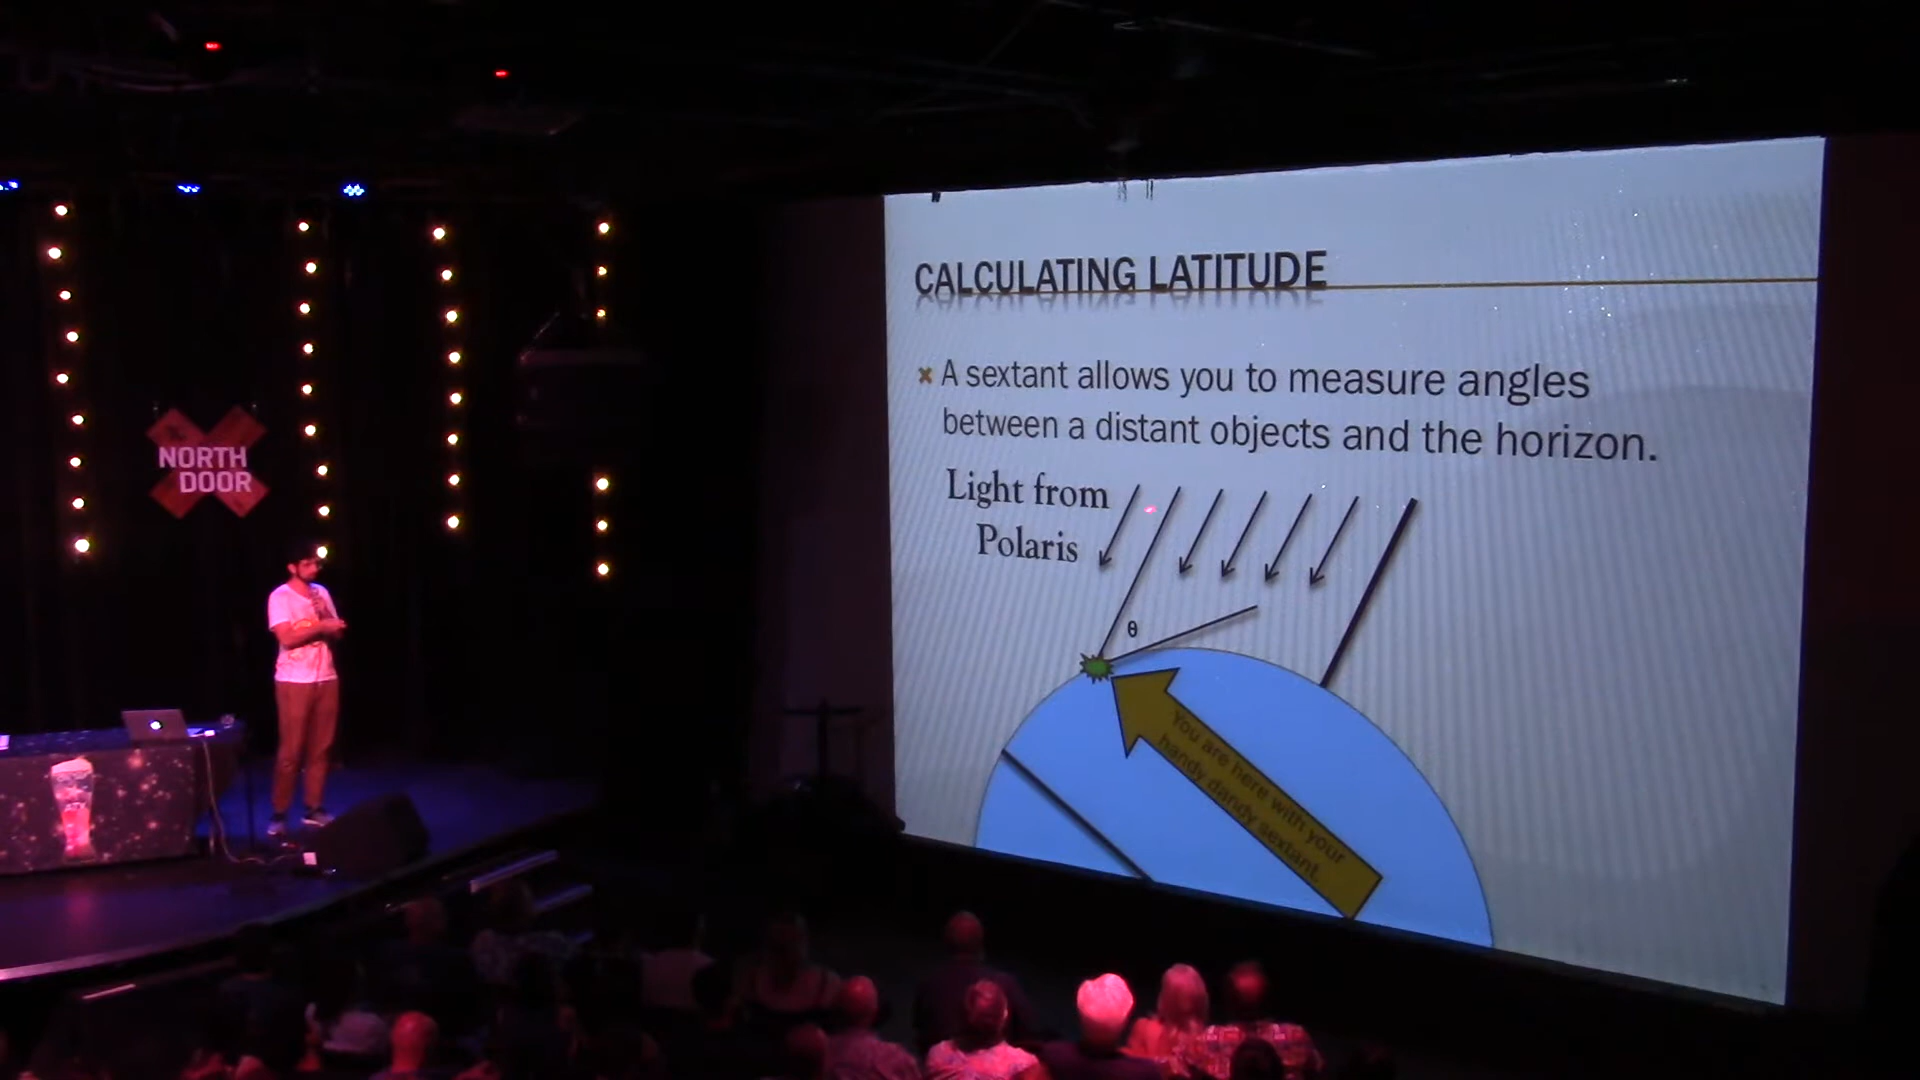 CALCULATING LATITUDE
A sextant allows you to measure angles
between a distant objects and the horizon.
Light from
Polaris
θ
You are here with your
handy dandy sextant.
NORTH
DOOR